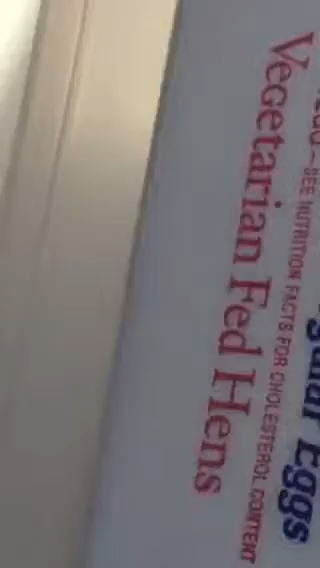 Eggs
SEE NUTRITION FACTS FOR CHOLESTEROL CONTENT
Vegetarian Fed Hens